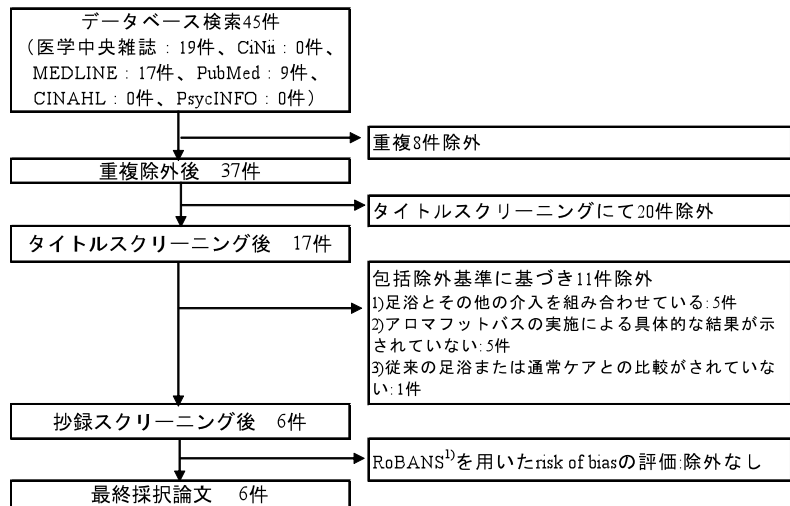 データベース検索45件
（医学中央雑誌：19件、CiNii：0件、
MEDLINE：17件、PubMed：9件、
CINAHL：0件、PsycINFO：0件）
重複8件除外
重複除外後　37件
タイトルスクリーニングにて20件除外
タイトルスクリーニング後　17件
包括除外基準に基づき11件除外
1)足浴とその他の介入を組み合わせている:5件
2)アロマフットバスの実施による具体的な結果が示
されていない:5件
3)従来の足浴または通常ケアとの比較がされていな
い:1件
抄録スクリーニング後　6件
RoBANS1)を用いたrisk of biasの評価:除外なし
最終採択論文　6件